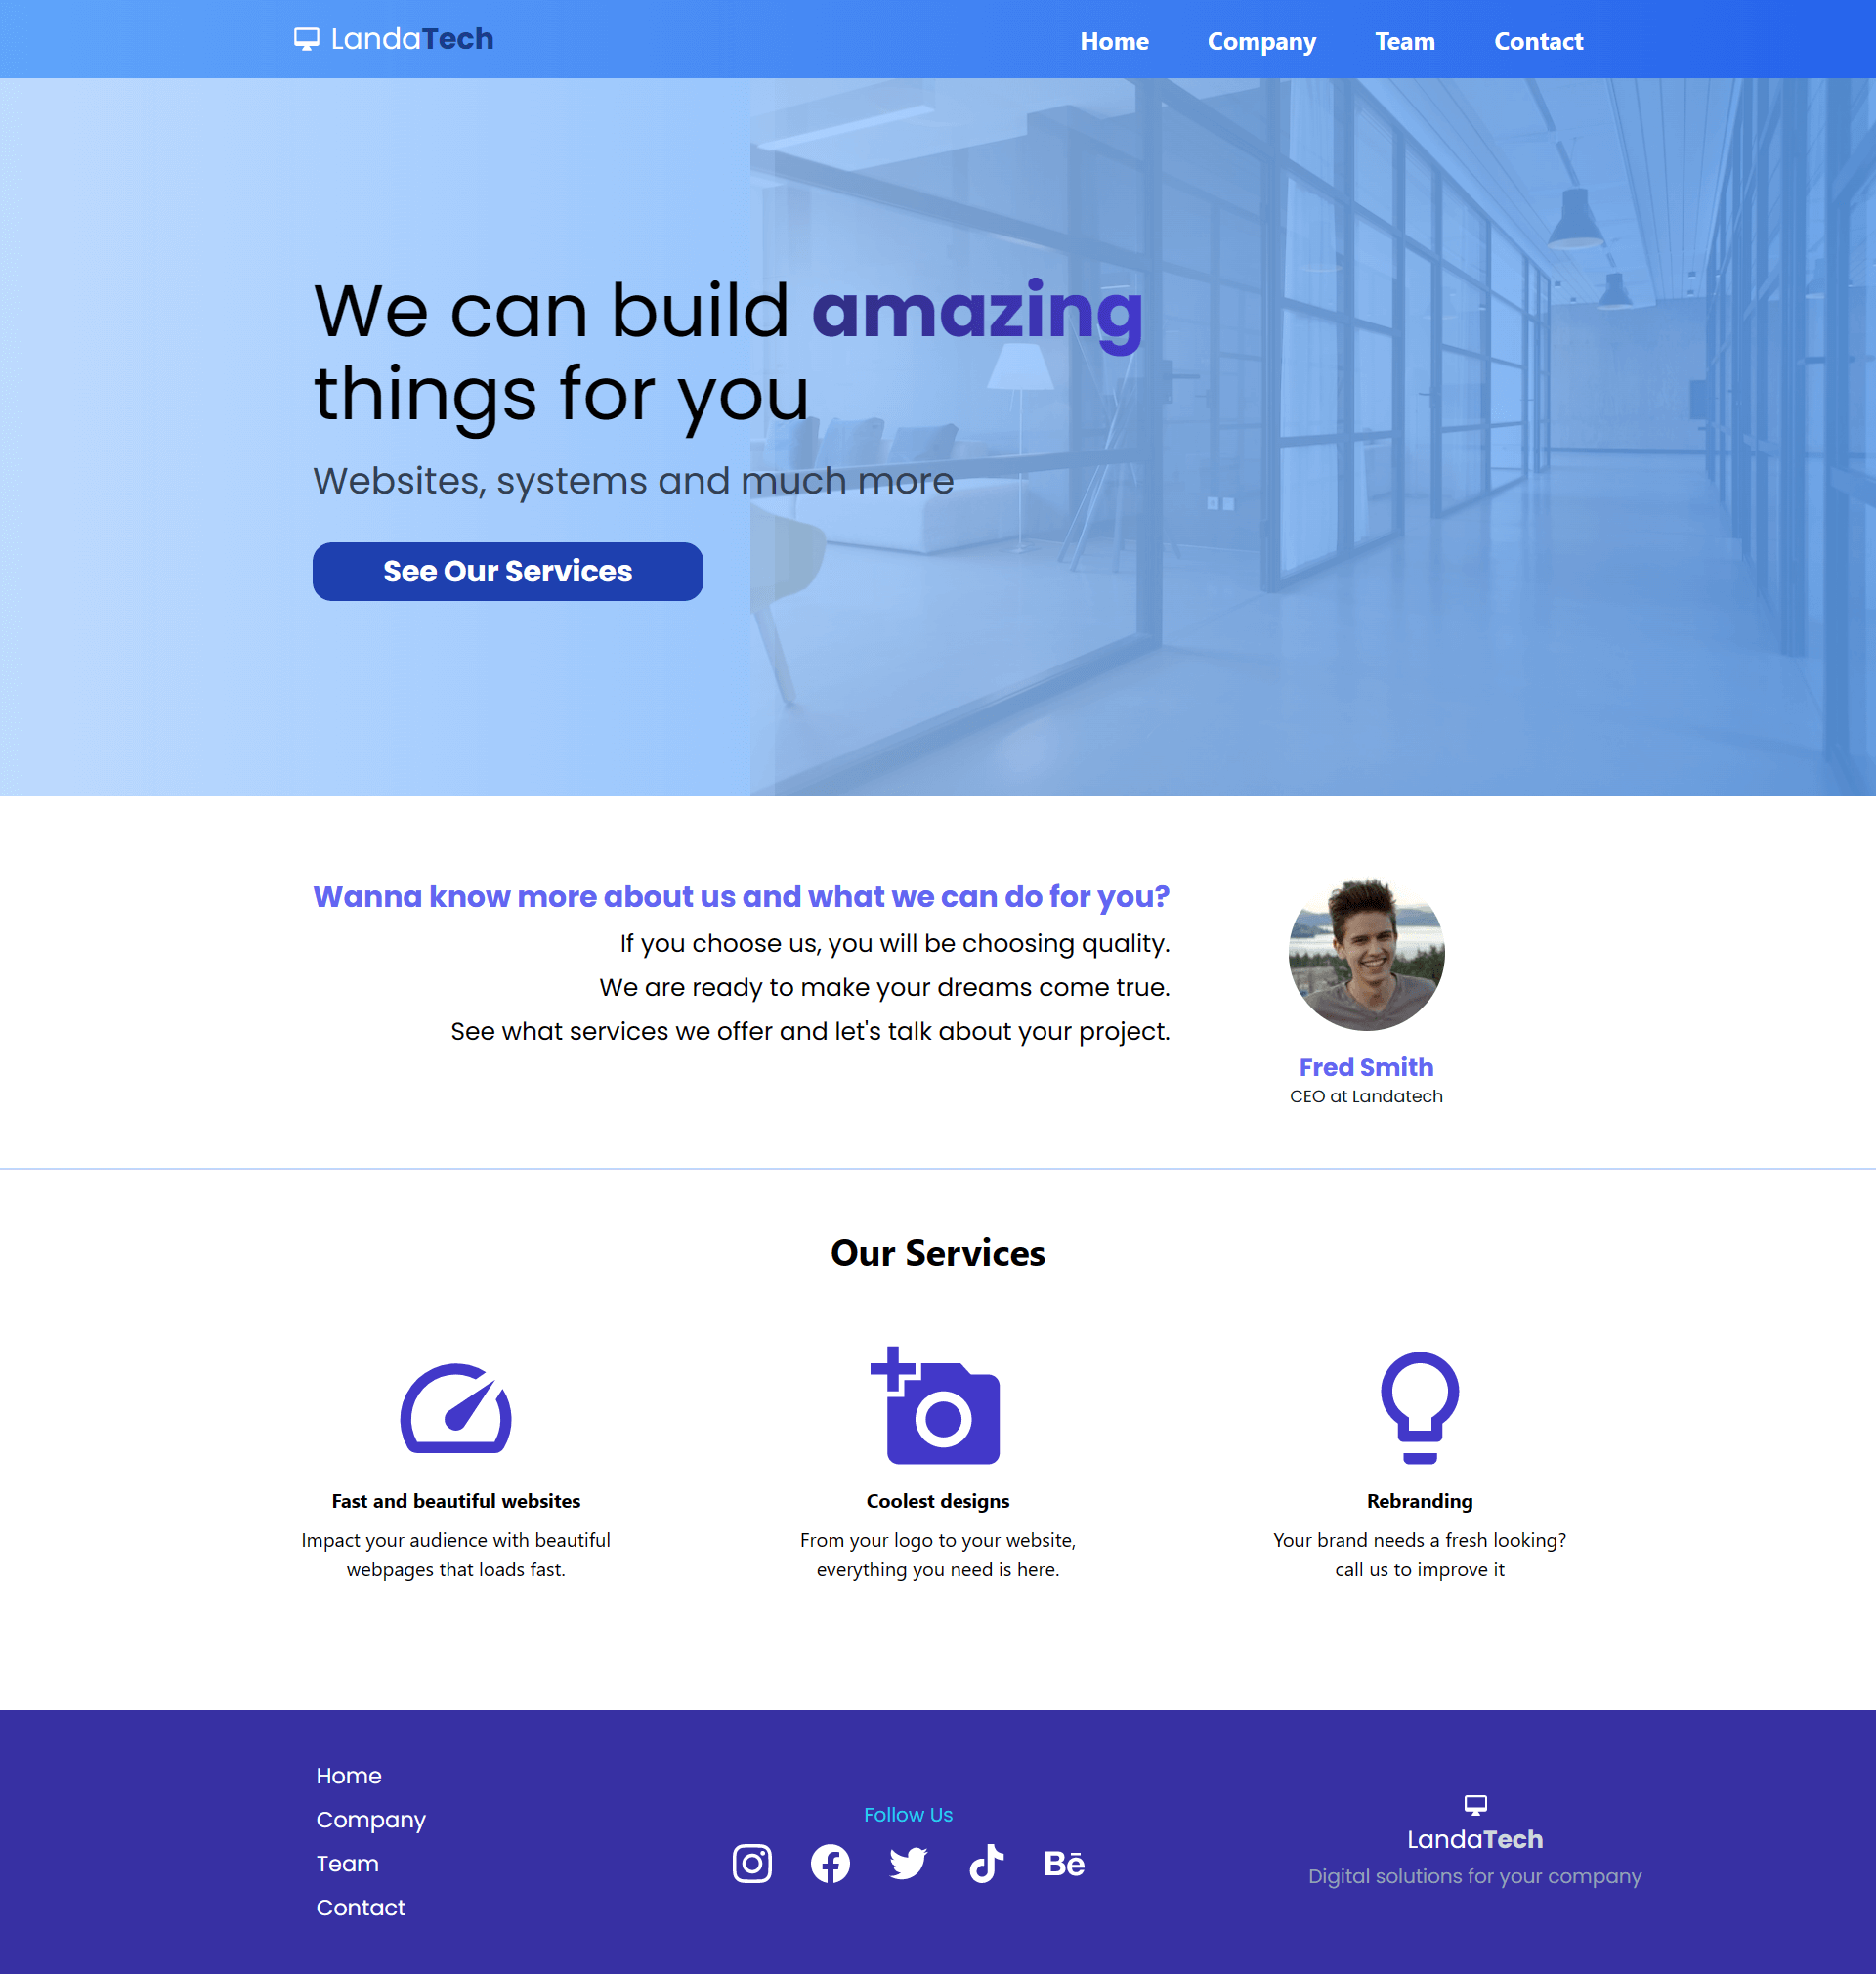 LandaTech
Home Company Team Contact
We can build amazing
things for you
Websites, systems and much more
See Our Services
Wanna know more about us and what we can do for you?
If you choose us, you will be choosing quality.
We are ready to make your dreams come true.
See what services we offer and let's talk about your project.
Fred Smith
CEO at Landatech
Our Services
Fast and beautiful websites
Impact your audience with beautiful
webpages that loads fast.
Coolest designs
From your logo to your website,
everything you need is here.
Rebranding
Your brand needs a fresh looking?
call us to improve it
Home
Company
Team
Contact
Follow Us
Bē
LandaTech
Digital solutions for your company